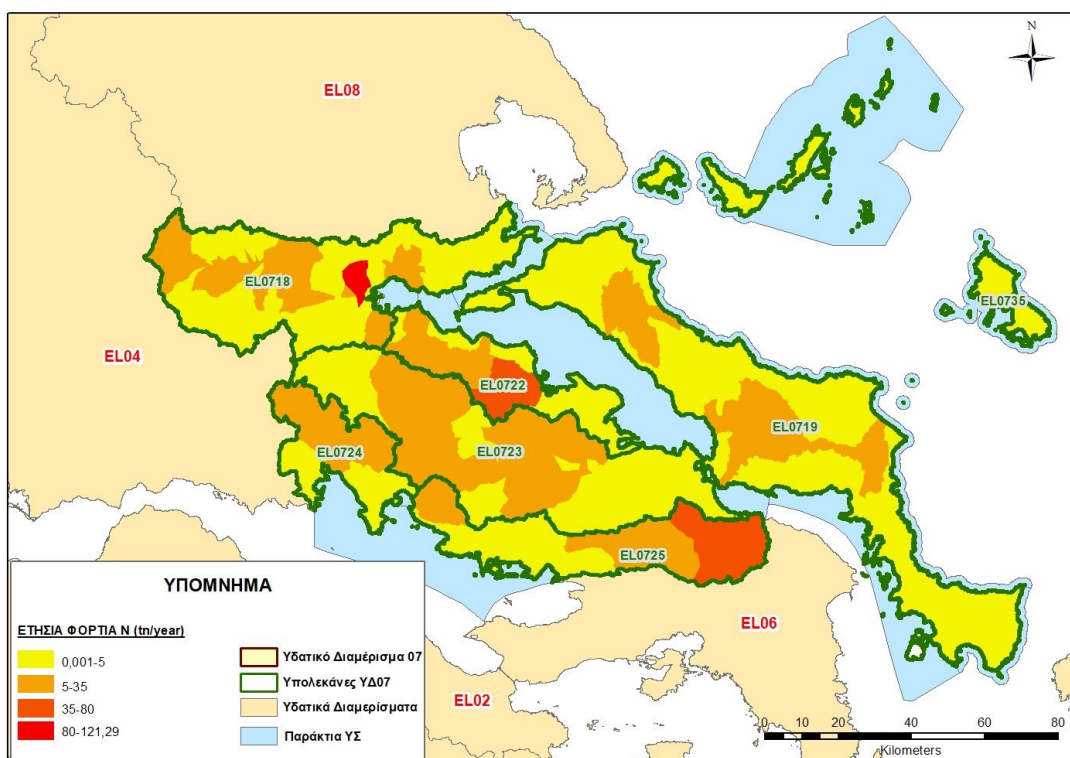 N
EL08
EL0718
EL0735
EL04
EL0722
EL0719
EL0724
EL0723
EL0725
EL06
EL02
ΥΠΟΜΝΗΜΑ
ΕΤΗΣΙΑ ΦΟΡΤΙΑ Ν (tn/year)
0,001-5
5-35
35-80
80-121,29
Υδατικό Διαμέρισμα 07
Υπολεκάνες ΥΔ07
Υδατικά Διαμερίσματα
Παράκτια ΥΣ
0 10 20 40 60 80
Kilometers